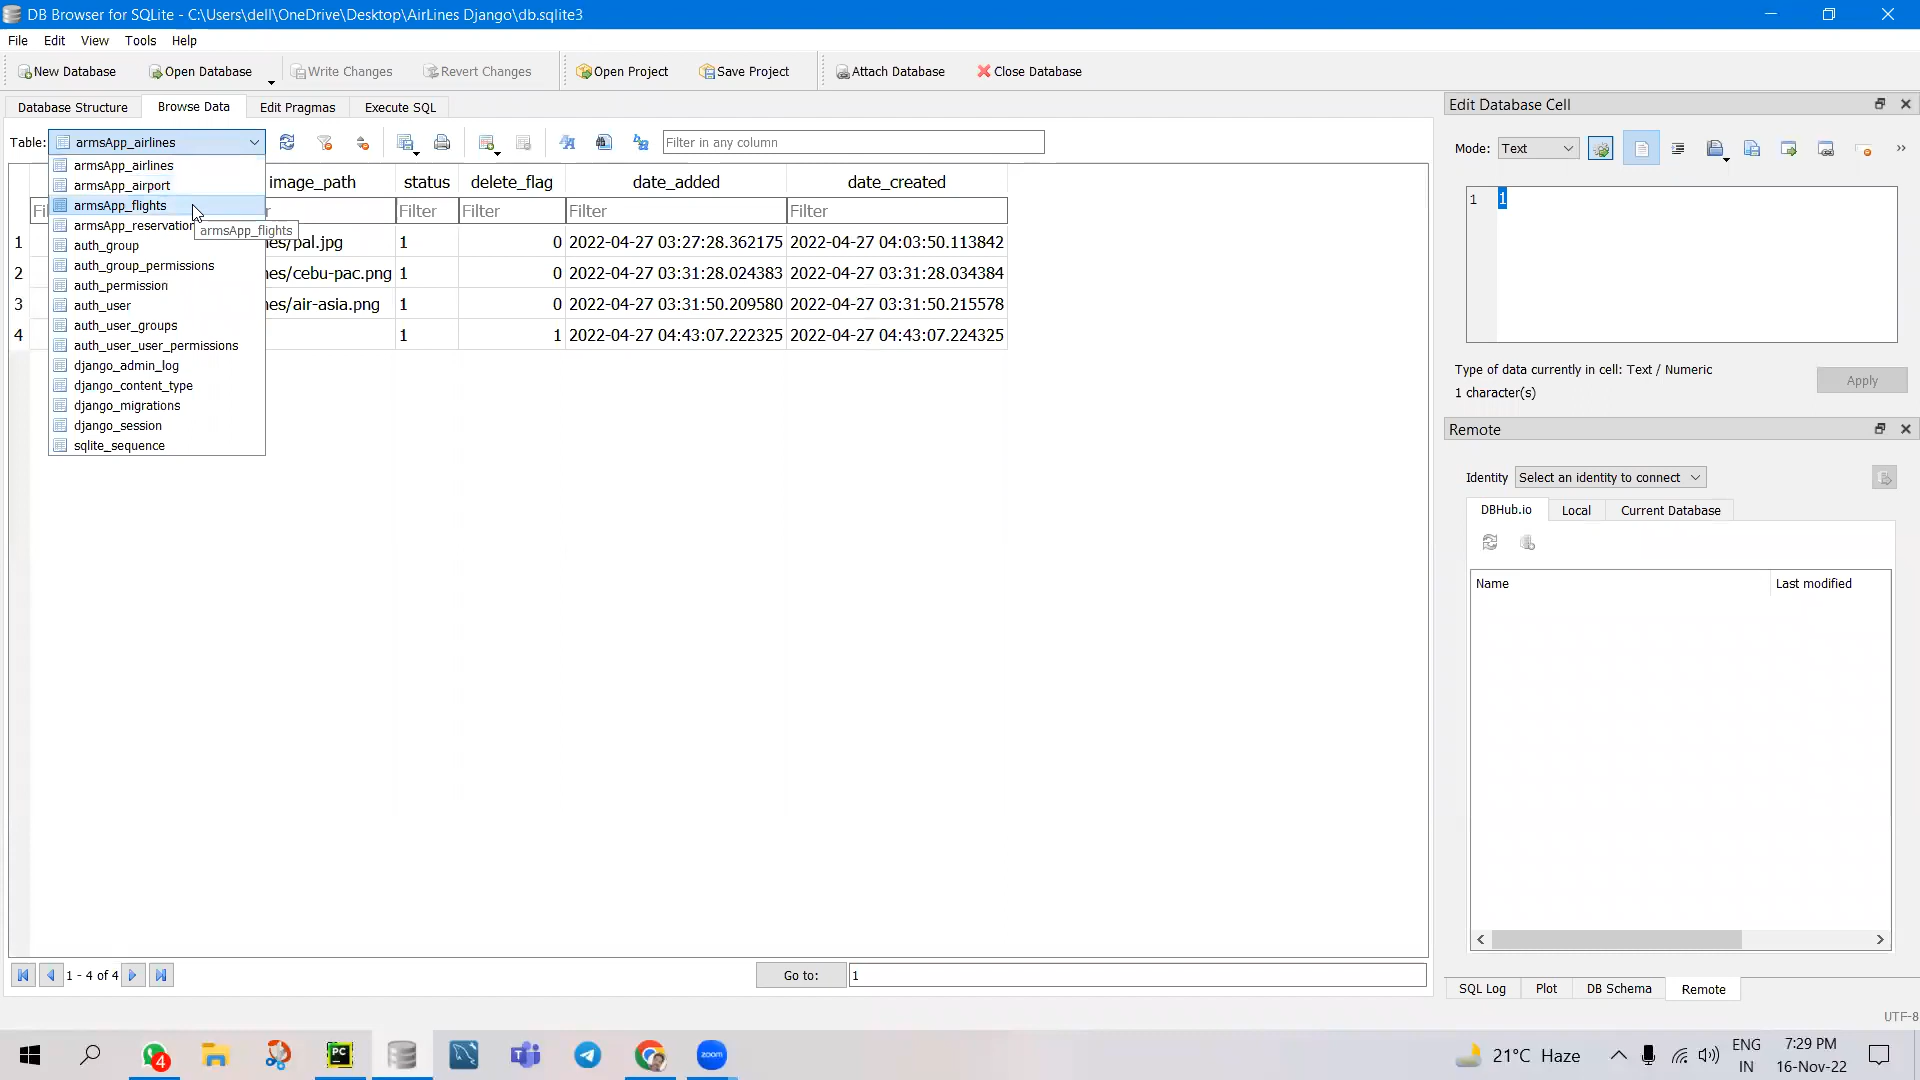 DB Browser for SQLite - C:\Users\dell\OneDrive\Desktop\AirLines Django\db.sqlite3
File Edit View Tools Help
New Database Open Database Write Changes Revert Changes Open Project Save Project Attach Database Close Database
Database Structure Browse Data Edit Pragmas Execute SQL
Table: armsApp_airlines Filter in any column
armsApp_airlines
armsApp_airport
armsApp_flights
armsApp_reservation
armsApp_flights
auth_group
auth_group_permissions
auth_permission
auth_user
auth_user_groups
auth_user_user_permissions
django_admin_log
django_content_type
django_migrations
django_session
sqlite_sequence
image_path status delete_flag date_added date_created
Filter Filter Filter Filter
1 nes/pal.jpg 1 0 2022-04-27 03:27:28.362175 2022-04-27 04:03:50.113842
2 nes/cebu-pac.png 1 0 2022-04-27 03:31:28.024383 2022-04-27 03:31:28.034384
3 nes/air-asia.png 1 0 2022-04-27 03:31:50.209580 2022-04-27 03:31:50.215578
4 1 1 2022-04-27 04:43:07.222325 2022-04-27 04:43:07.224325
1 - 4 of 4 Go to: 1
Edit Database Cell
Mode: Text
1 1
Type of data currently in cell: Text / Numeric
1 character(s)
Apply
Remote
Identity Select an identity to connect
DBHub.io Local Current Database
Name Last modified
SQL Log Plot DB Schema Remote
UTF-8
4 PC zoom 21°C Haze ENG 7:29 PM
IN 16-Nov-22